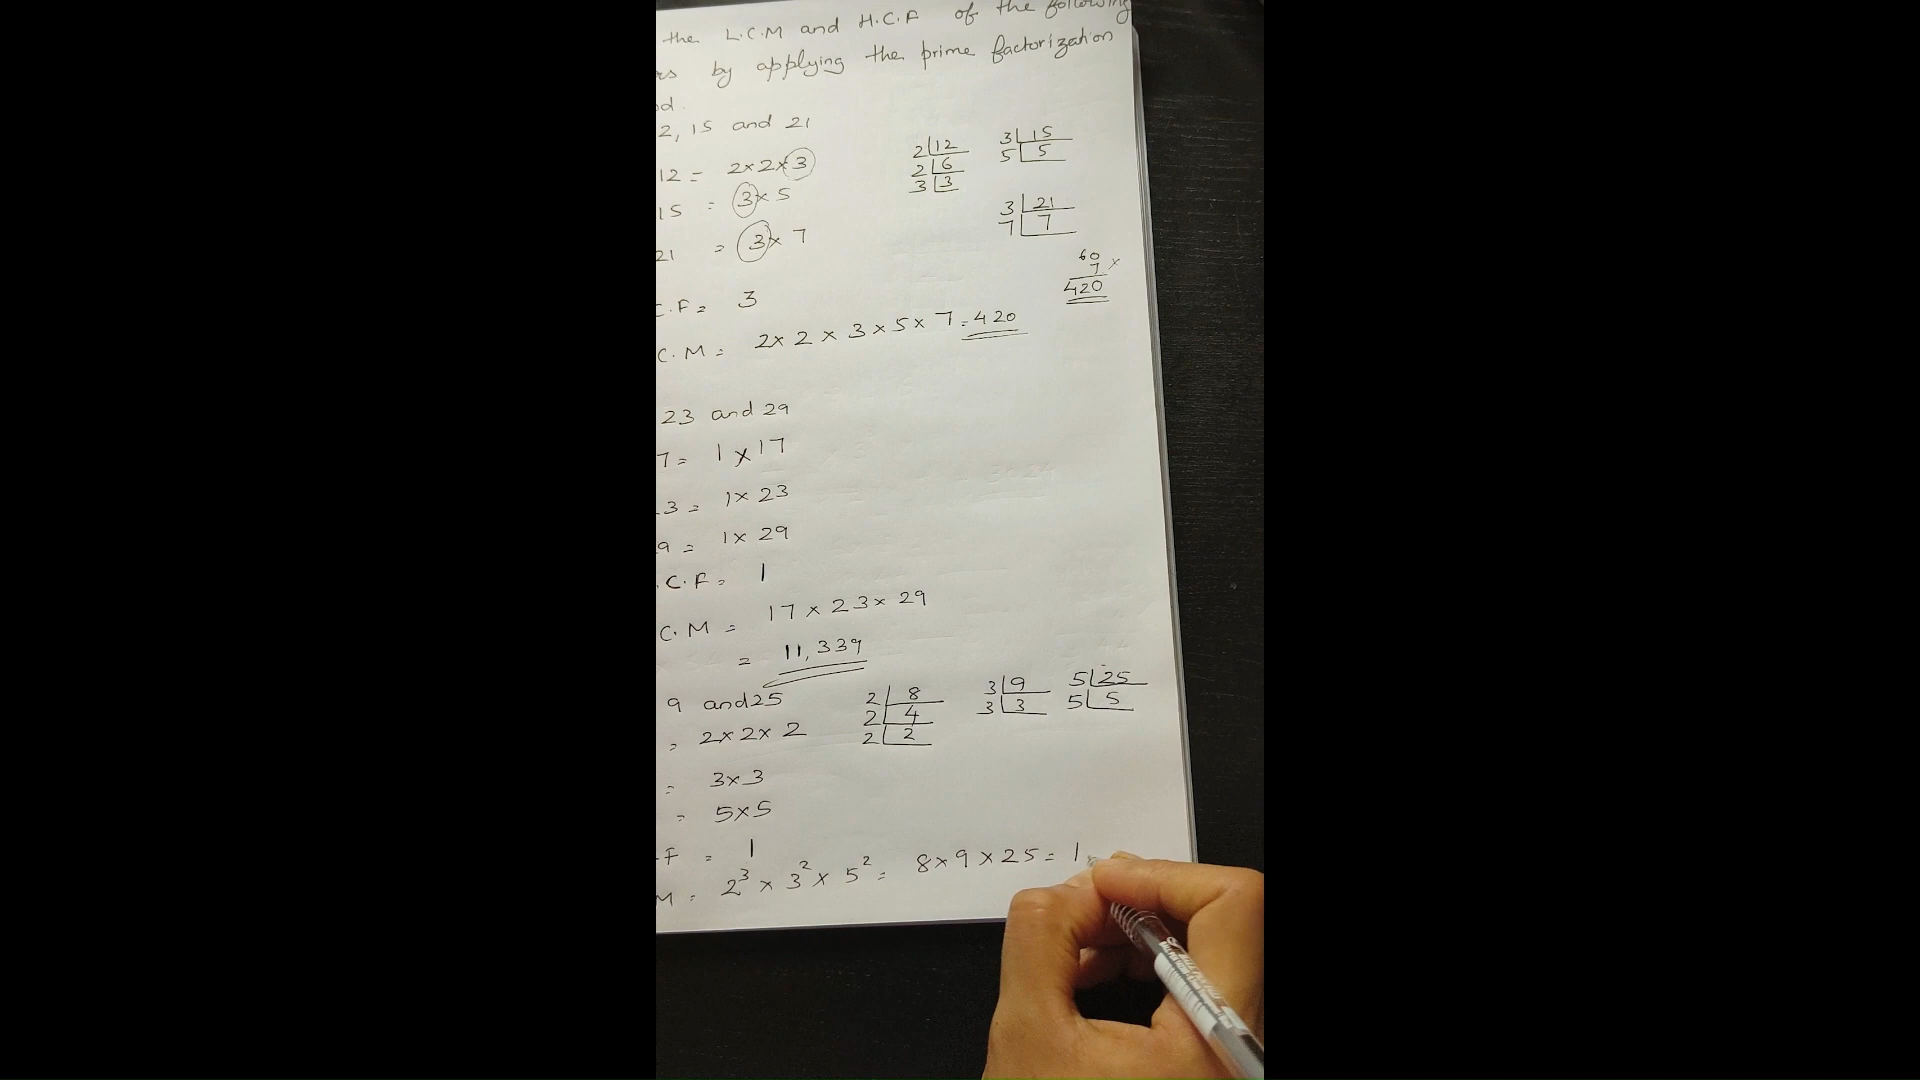 the L.C.M and H.C.F of the following
rs by applying the prime factorization
od.
2, 15 and 21
12 = 2×2×3
15 = 3×5
21 = 3×7
2 12
2 6
3 3
3 15
5 5
3 21
7 7
60
7 ×
420
C.F = 3
C.M = 2×2×3×5×7=420
23 and 29
7 = 1×17
3 = 1×23
9 = 1×29
.C.F = 1
C.M = 17×23×29
= 11,339
9 and 25
= 2×2×2
= 3×3
= 5×5
2 8
2 4
2 2
3 9
3 3
5 25
5 5
F = 1
M = 2³ × 3² × 5² = 8×9×25 = 1